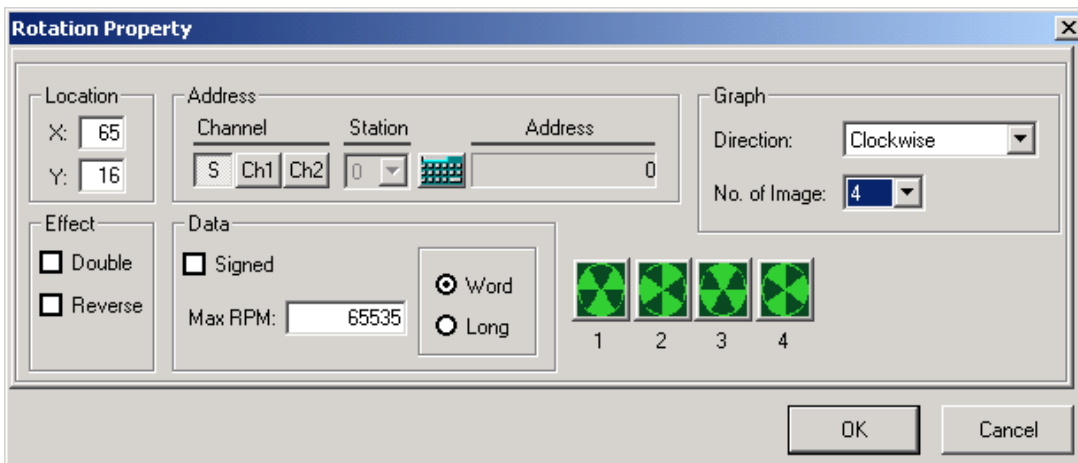 Rotation Property
Location
X: 65
Y: 16
Address
Channel Station Address
S Ch1 Ch2 0 0
Graph
Direction: Clockwise
No. of Image: 4
Effect
Double
Reverse
Data
Signed
Max RPM: 65535
Word
Long
1 2 3 4
OK Cancel